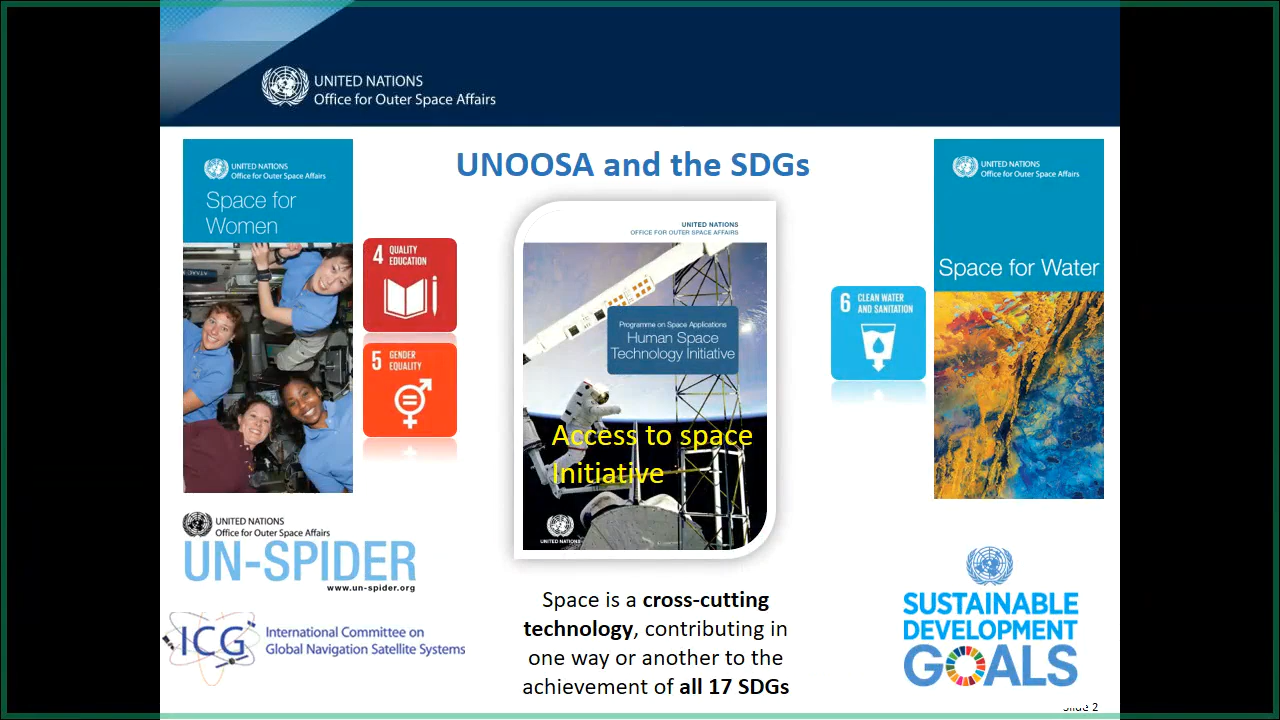 UNITED NATIONS
Office for Outer Space Affairs
UNOOSA and the SDGs
UNITED NATIONS
Office for Outer Space Affairs
Space for
Women
4 QUALITY
EDUCATION
5 GENDER
EQUALITY
UNITED NATIONS
OFFICE FOR OUTER SPACE AFFAIRS
Programme on Space Applications
Human Space
Technology Initiative
Access to space
Initiative
UNITED NATIONS
6 CLEAN WATER
AND SANITATION
UNITED NATIONS
Office for Outer Space Affairs
Space for Water
UNITED NATIONS
Office for Outer Space Affairs
UN-SPIDER
www.un-spider.org
ICG International Committee on
Global Navigation Satellite Systems
Space is a cross-cutting
technology, contributing in
one way or another to the
achievement of all 17 SDGs
SUSTAINABLE
DEVELOPMENT
GOALS
Slide 2